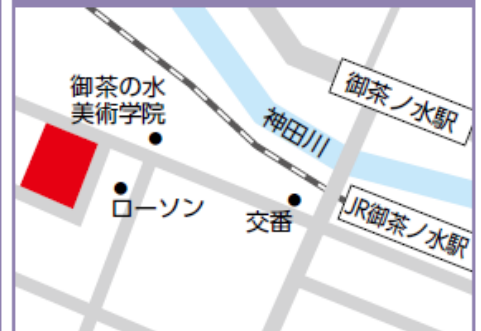 御茶の水
美術学院
御茶ノ水駅
神田川
ローソン
交番
JR御茶ノ水駅